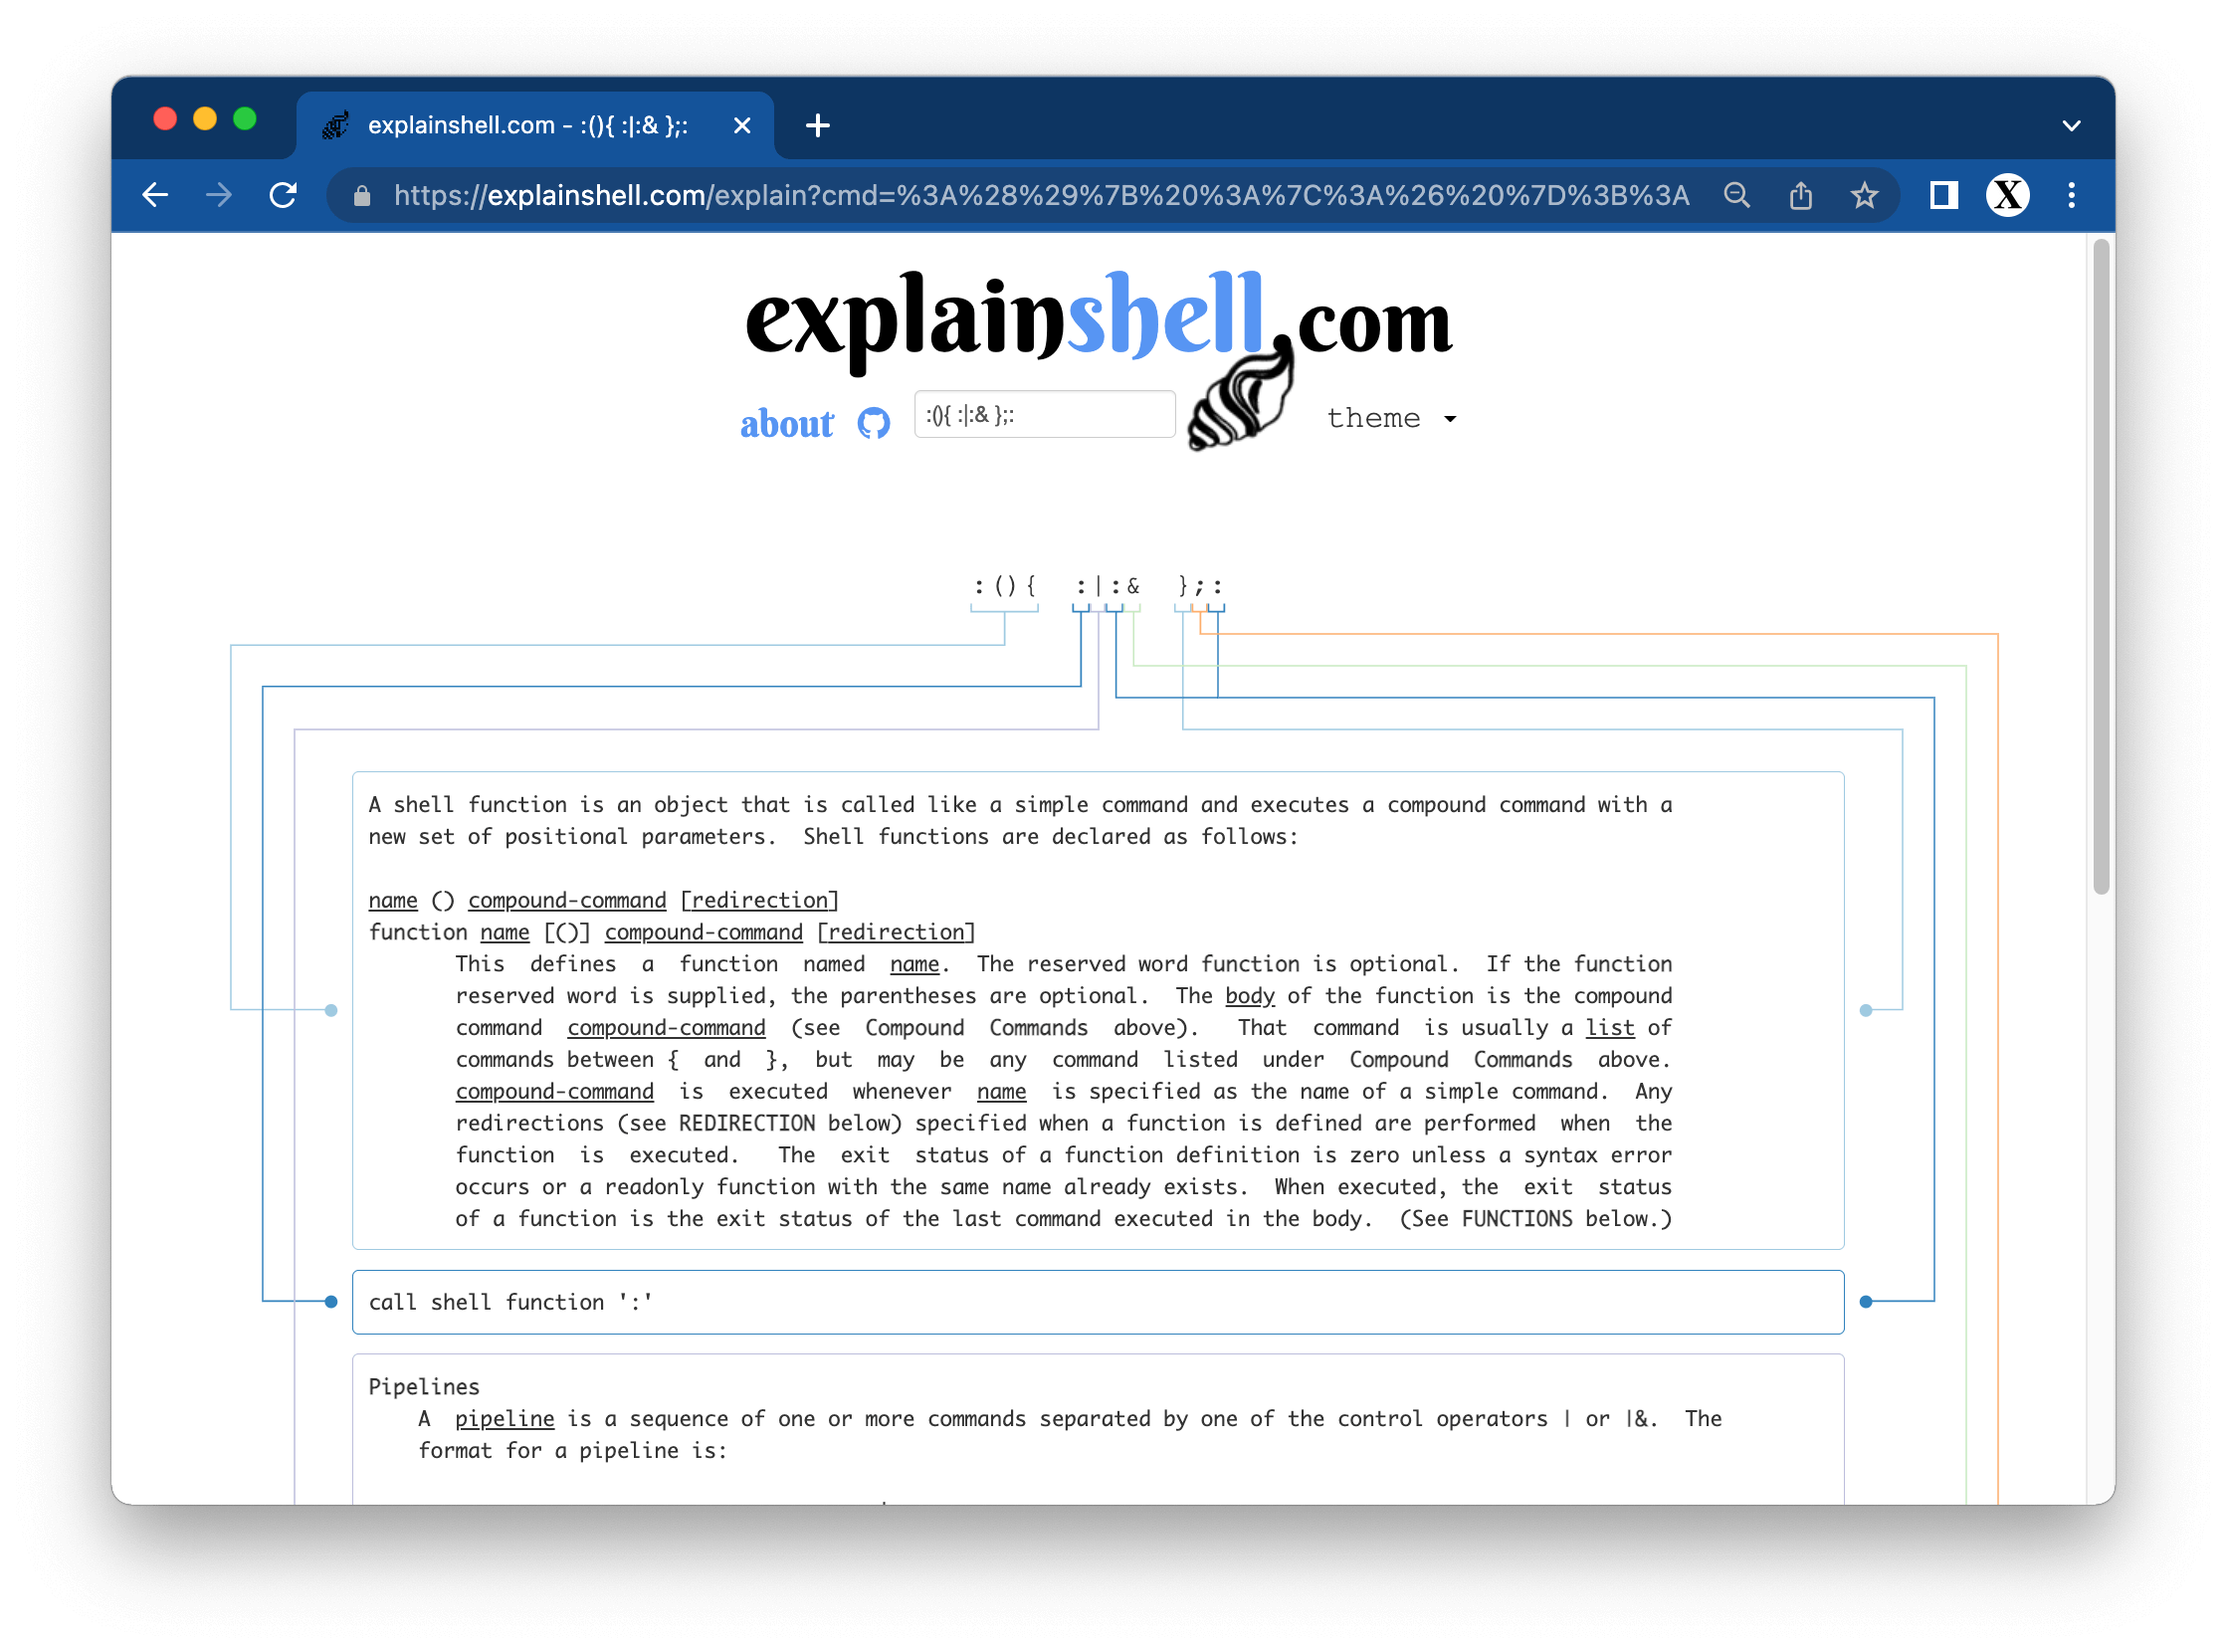 explainshell.com - :(){ :|:& };:
https://explainshell.com/explain?cmd=%3A%28%29%7B%20%3A%7C%3A%26%20%7D%3B%3A
X
explainshell.com
about :(){ :|:& };: theme
:(){ :|:& };:
A shell function is an object that is called like a simple command and executes a compound command with a
new set of positional parameters.  Shell functions are declared as follows:
name () compound-command [redirection]
function name [()] compound-command [redirection]
This  defines  a  function  named  name.  The reserved word function is optional.  If the function
reserved word is supplied, the parentheses are optional.  The body of the function is the compound
command  compound-command  (see  Compound  Commands  above).   That  command  is usually a list of
commands between {  and  },  but  may  be  any  command  listed  under  Compound  Commands  above.
compound-command  is  executed  whenever  name  is specified as the name of a simple command.  Any
redirections (see REDIRECTION below) specified when a function is defined are performed  when  the
function  is  executed.   The  exit  status of a function definition is zero unless a syntax error
occurs or a readonly function with the same name already exists.  When executed, the  exit  status
of a function is the exit status of the last command executed in the body.  (See FUNCTIONS below.)
call shell function ':'
Pipelines
A  pipeline is a sequence of one or more commands separated by one of the control operators | or |&.  The
format for a pipeline is: